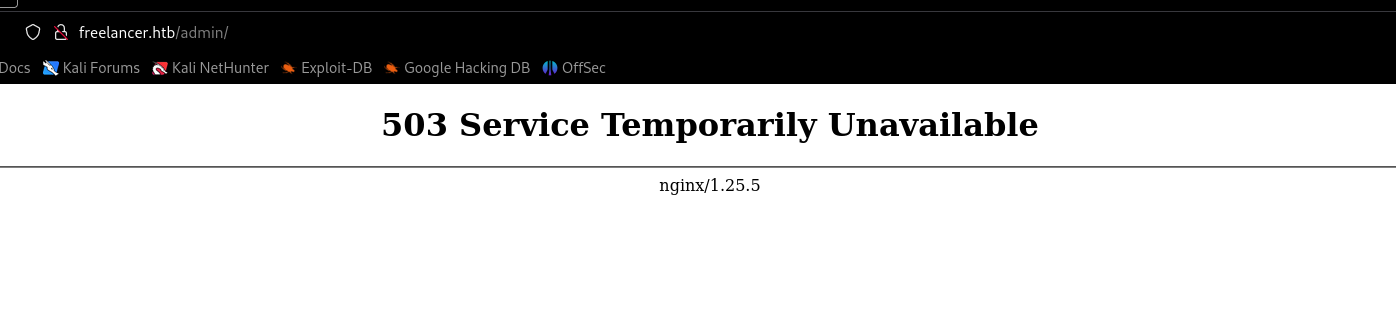 freelancer.htb/admin/
Docs Kali Forums Kali NetHunter Exploit-DB Google Hacking DB OffSec
503 Service Temporarily Unavailable
nginx/1.25.5